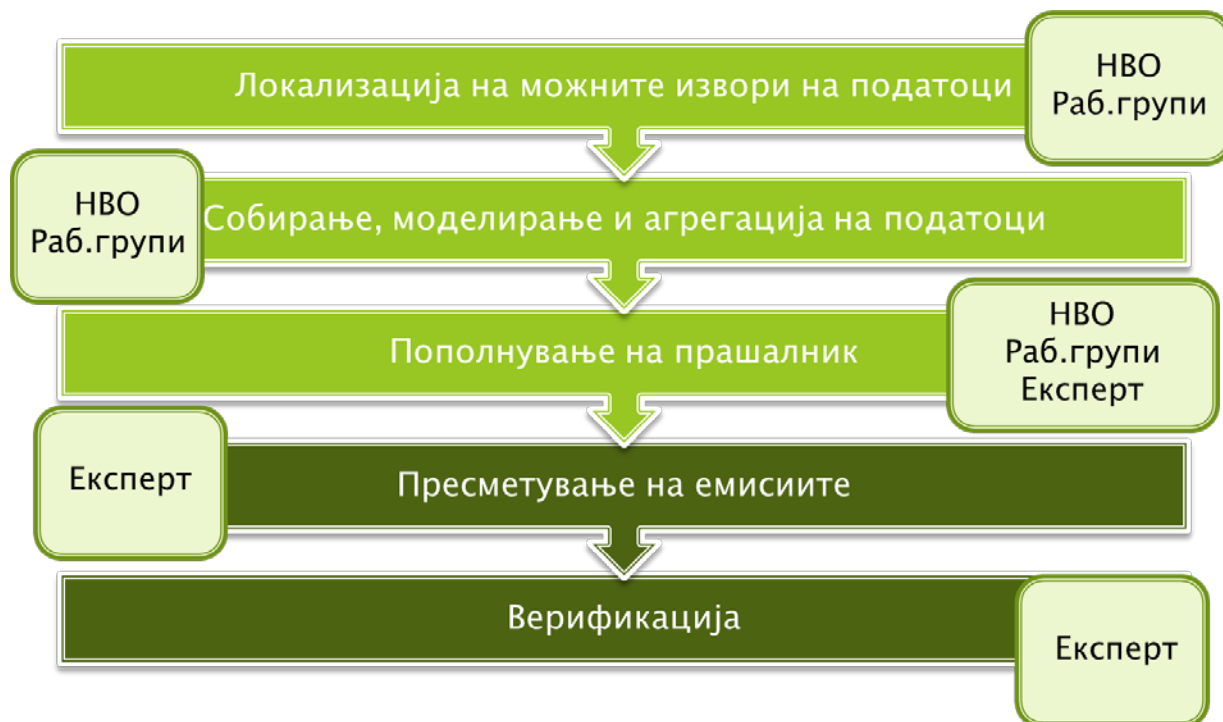 Локализација на можните извори на податоци
НВО
Раб.групи
НВО
Раб.групи
Собирање, моделирање и агрегација на податоци
Пополнување на прашалник
НВО
Раб.групи
Експерт
Експерт
Пресметување на емисиите
Верификација
Експерт